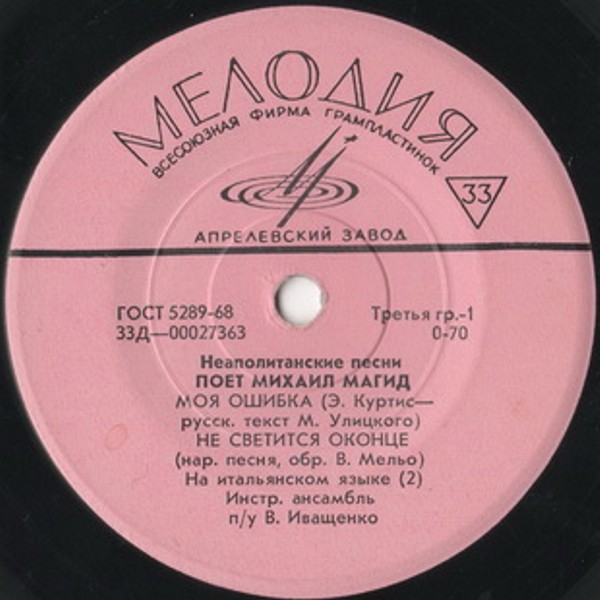 МЕЛОДИЯ
ВСЕСОЮЗНАЯ ФИРМА ГРАМПЛАСТИНОК
33
АПРЕЛЕВСКИЙ ЗАВОД
ГОСТ 5289-68 Третья гр.-1
33Д—00027363 0-70
Неаполитанские песни
ПОЕТ МИХАИЛ МАГИД
МОЯ ОШИБКА (Э. Куртис—
русск. текст М. Улицкого)
НЕ СВЕТИТСЯ ОКОНЦЕ
(нар. песня, обр. В. Мельо)
На итальянском языке (2)
Инстр. ансамбль
п/у В. Иващенко